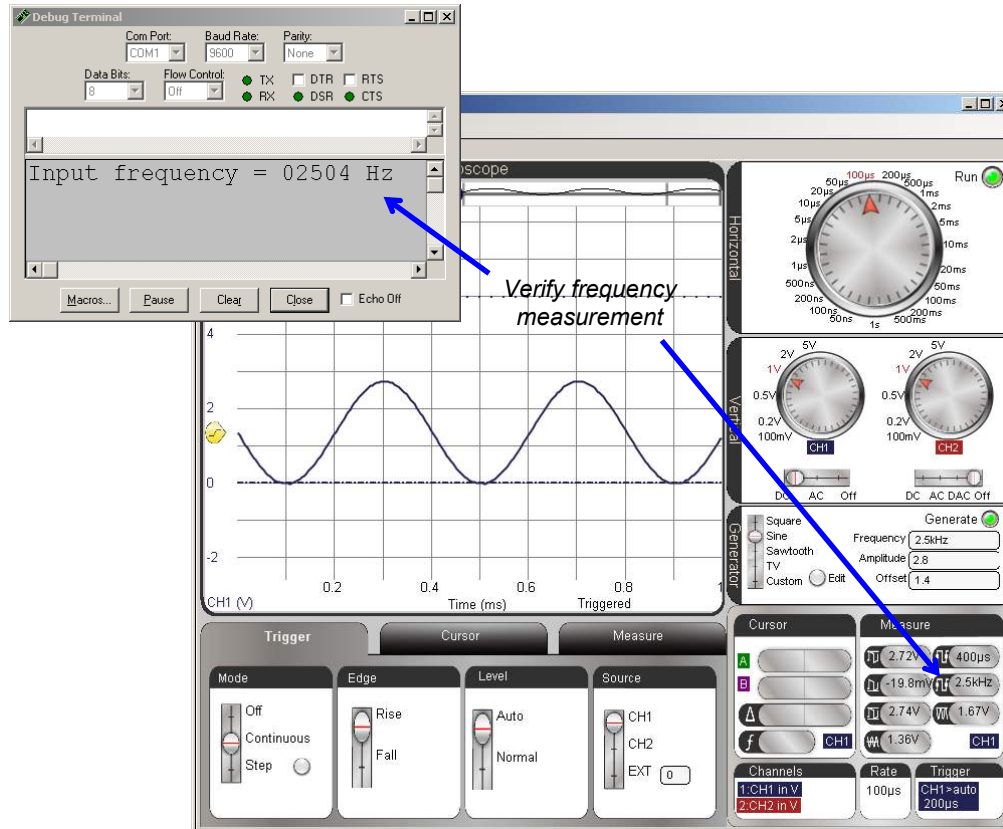 Debug Terminal
Com Port: Baud Rate: Parity:
COM1 9600 None
Data Bits: Flow Control: TX DTR RTS
8 Off RX DSR CTS
Input frequency = 02504 Hz
Macros... Pause Clear Close Echo Off
Verify frequency
measurement
4
2
0
-2
0.2 0.4 0.6 0.8 1
CH1 (V) Time (ms) Triggered
Horizontal
Run
50µs 100µs 200µs 500µs
20µs 1ms
10µs 2ms
5µs 5ms
2µs 10ms
1µs 20ms
500ns 50ms
200ns 100ms
100ns 200ms
50ns 1s 500ms
Vertical
2V 5V 2V 5V
1V 1V
0.5V 0.5V
0.2V 0.2V
100mV 100mV
CH1 CH2
DC AC Off DC AC DAC Off
Generator
Square Generate
Sine Frequency 2.5kHz
Sawtooth
TV Amplitude 2.8
Custom Edit Offset 1.4
Trigger Cursor Measure
Mode Edge Level Source
Off Rise Auto CH1
Continuous CH2
Step Fall Normal EXT 0
Cursor Measure
A 2.72V 400µs
B -19.8mV 2.5kHz
Δ 2.74V 1.67V
f CH1 1.36V CH1
Channels Rate Trigger
1:CH1 in V 100µs CH1>auto
2:CH2 in V 200µs